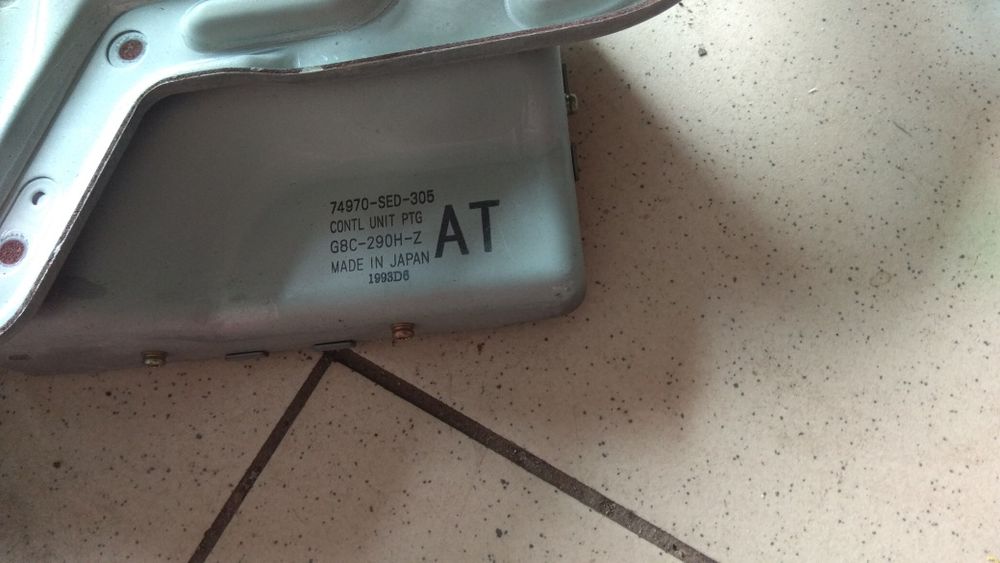 74970-SED-305
CONTL UNIT PTG
G8C-290H-Z
MADE IN JAPAN
1993D6
AT